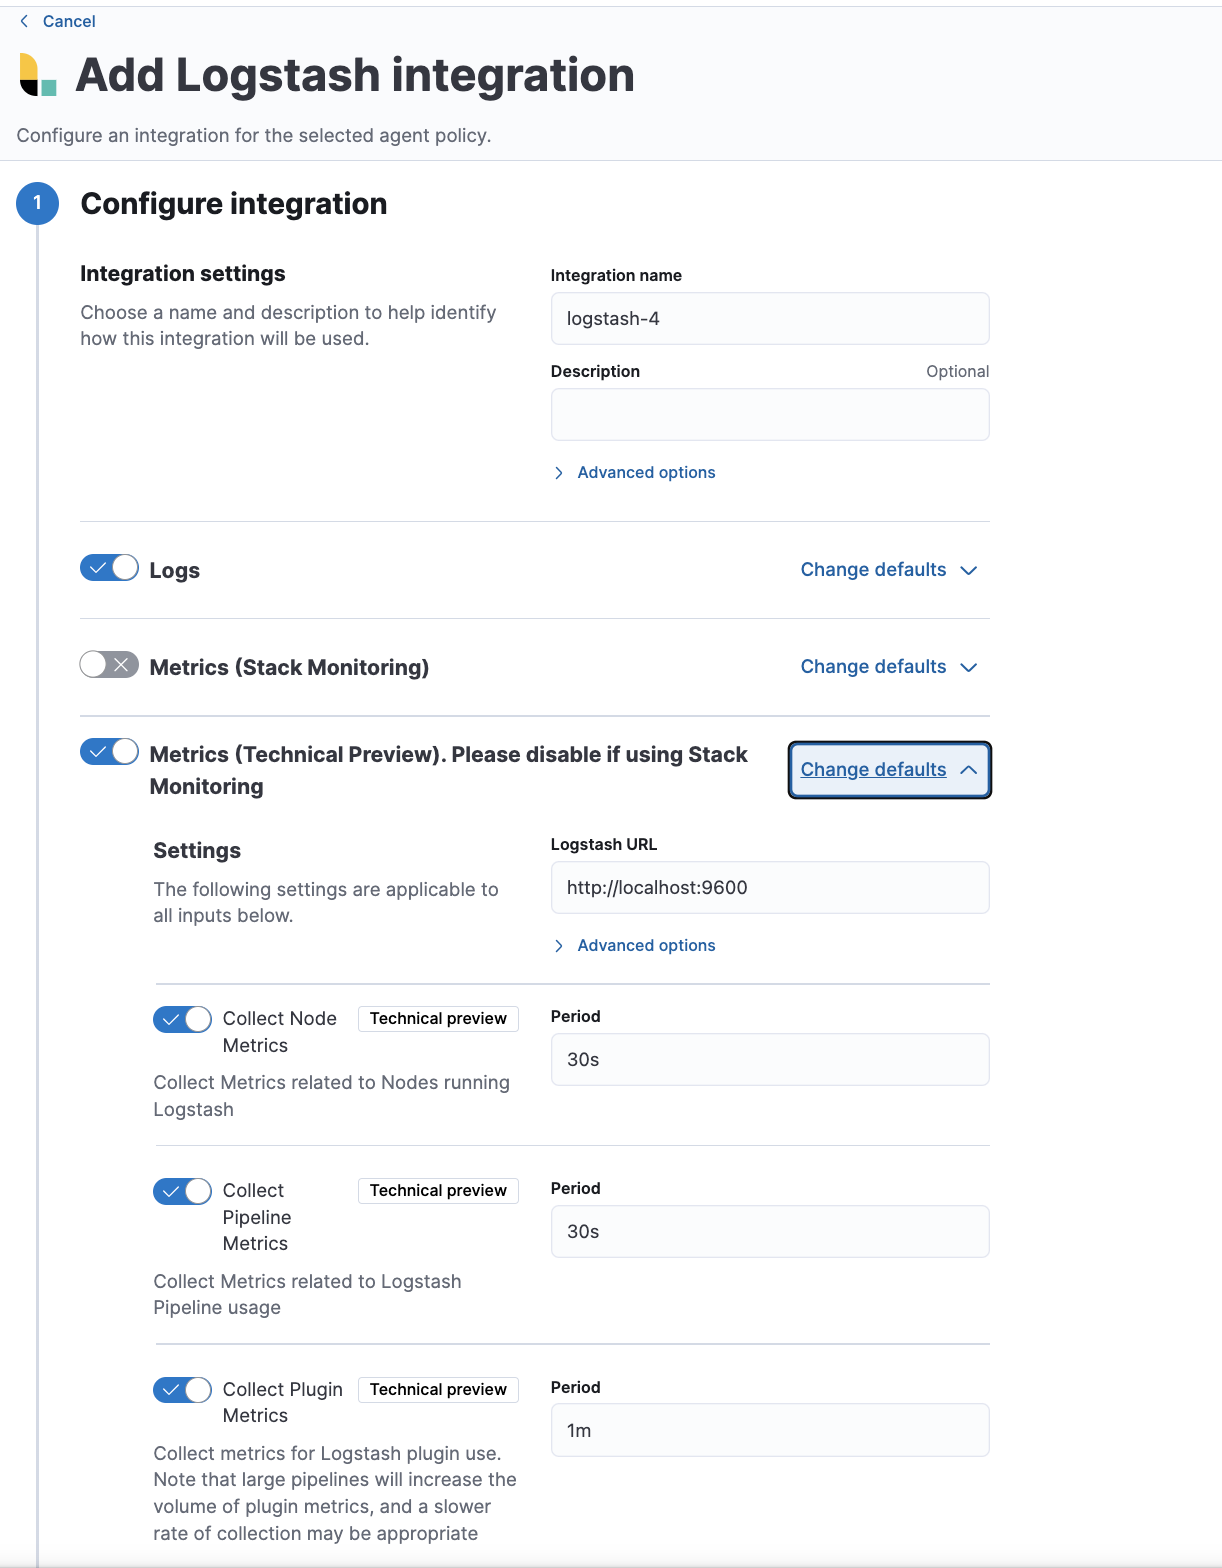 Cancel
Add Logstash integration
Configure an integration for the selected agent policy.
1
Configure integration
Integration settings
Choose a name and description to help identify
how this integration will be used.
Integration name
logstash-4
Description
Optional
Advanced options
Logs
Change defaults
Metrics (Stack Monitoring)
Change defaults
Metrics (Technical Preview). Please disable if using Stack
Monitoring
Change defaults
Settings
The following settings are applicable to
all inputs below.
Logstash URL
http://localhost:9600
Advanced options
Collect Node
Metrics
Technical preview
Collect Metrics related to Nodes running
Logstash
Period
30s
Collect
Pipeline
Metrics
Technical preview
Collect Metrics related to Logstash
Pipeline usage
Period
30s
Collect Plugin
Metrics
Technical preview
Collect metrics for Logstash plugin use.
Note that large pipelines will increase the
volume of plugin metrics, and a slower
rate of collection may be appropriate
Period
1m